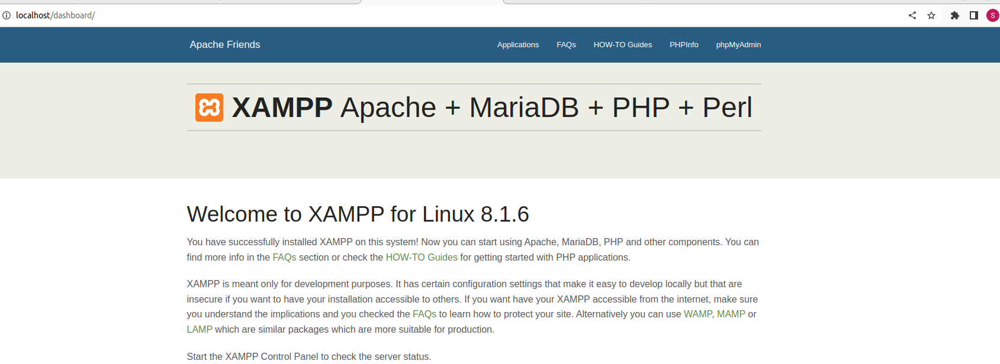 localhost/dashboard/
S
Apache Friends
Applications FAQs HOW-TO Guides PHPInfo phpMyAdmin
XAMPP Apache + MariaDB + PHP + Perl
Welcome to XAMPP for Linux 8.1.6
You have successfully installed XAMPP on this system! Now you can start using Apache, MariaDB, PHP and other components. You can
find more info in the FAQs section or check the HOW-TO Guides for getting started with PHP applications.
XAMPP is meant only for development purposes. It has certain configuration settings that make it easy to develop locally but that are
insecure if you want to have your installation accessible to others. If you want have your XAMPP accessible from the internet, make sure
you understand the implications and you checked the FAQs to learn how to protect your site. Alternatively you can use WAMP, MAMP or
LAMP which are similar packages which are more suitable for production.
Start the XAMPP Control Panel to check the server status.